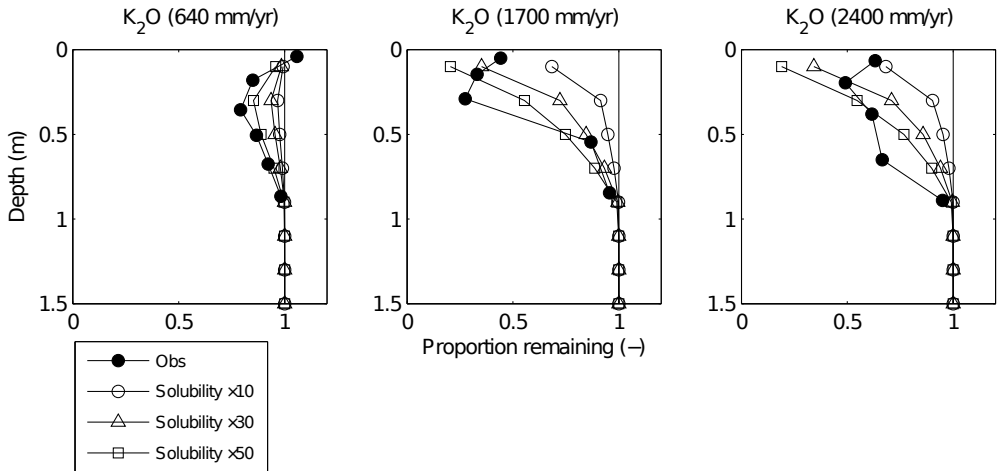 K2O (640 mm/yr)
K2O (1700 mm/yr)
K2O (2400 mm/yr)
0
0.5
1
1.5
Depth (m)
0
0.5
1
0
0.5
1
1.5
0
0.5
1
Proportion remaining (–)
0
0.5
1
1.5
0
0.5
1
Obs
Solubility ×10
Solubility ×30
Solubility ×50